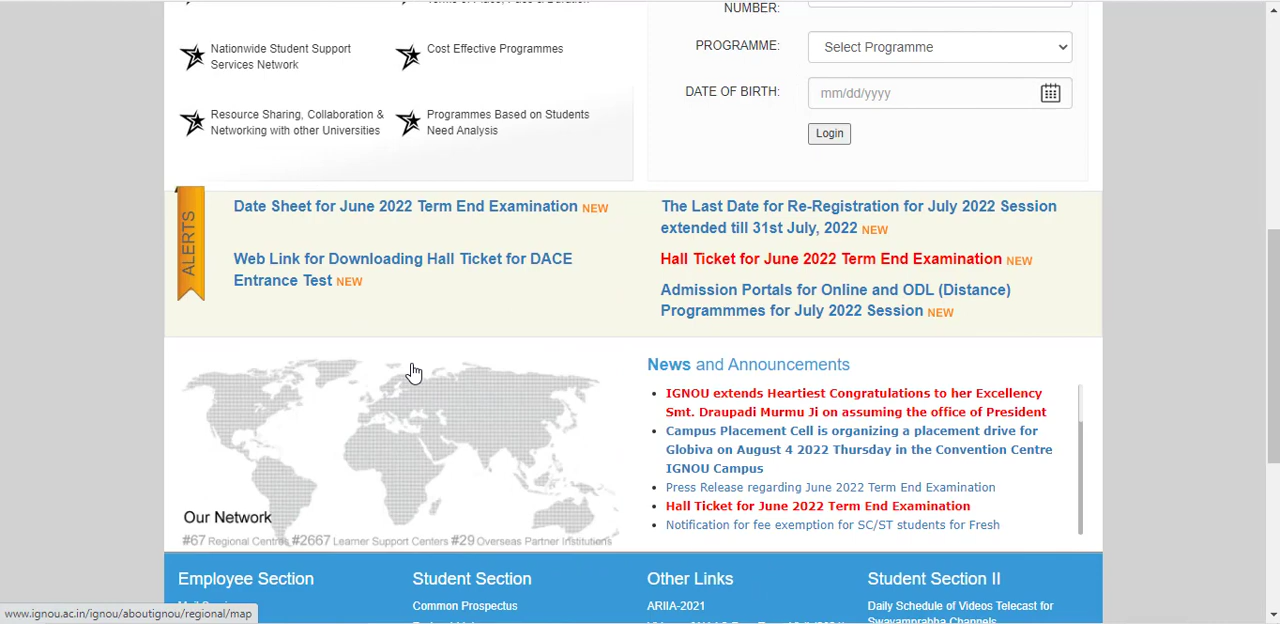 NUMBER:
Nationwide Student Support
Services Network
Cost Effective Programmes
Resource Sharing, Collaboration &
Networking with other Universities
Programmes Based on Students
Need Analysis
PROGRAMME:
Select Programme
DATE OF BIRTH:
mm/dd/yyyy
Login
ALERTS
Date Sheet for June 2022 Term End Examination NEW
Web Link for Downloading Hall Ticket for DACE
Entrance Test NEW
The Last Date for Re-Registration for July 2022 Session
extended till 31st July, 2022 NEW
Hall Ticket for June 2022 Term End Examination NEW
Admission Portals for Online and ODL (Distance)
Programmmes for July 2022 Session NEW
Our Network
#67 Regional Centres #2667 Learner Support Centers #29 Overseas Partner Institutions
News and Announcements
IGNOU extends Heartiest Congratulations to her Excellency
Smt. Draupadi Murmu Ji on assuming the office of President
Campus Placement Cell is organizing a placement drive for
Globiva on August 4 2022 Thursday in the Convention Centre
IGNOU Campus
Press Release regarding June 2022 Term End Examination
Hall Ticket for June 2022 Term End Examination
Notification for fee exemption for SC/ST students for Fresh
Employee Section
Student Section
Common Prospectus
Other Links
ARIIA-2021
Student Section II
Daily Schedule of Videos Telecast for
Swayamprabha Channels
www.ignou.ac.in/ignou/aboutignou/regional/map